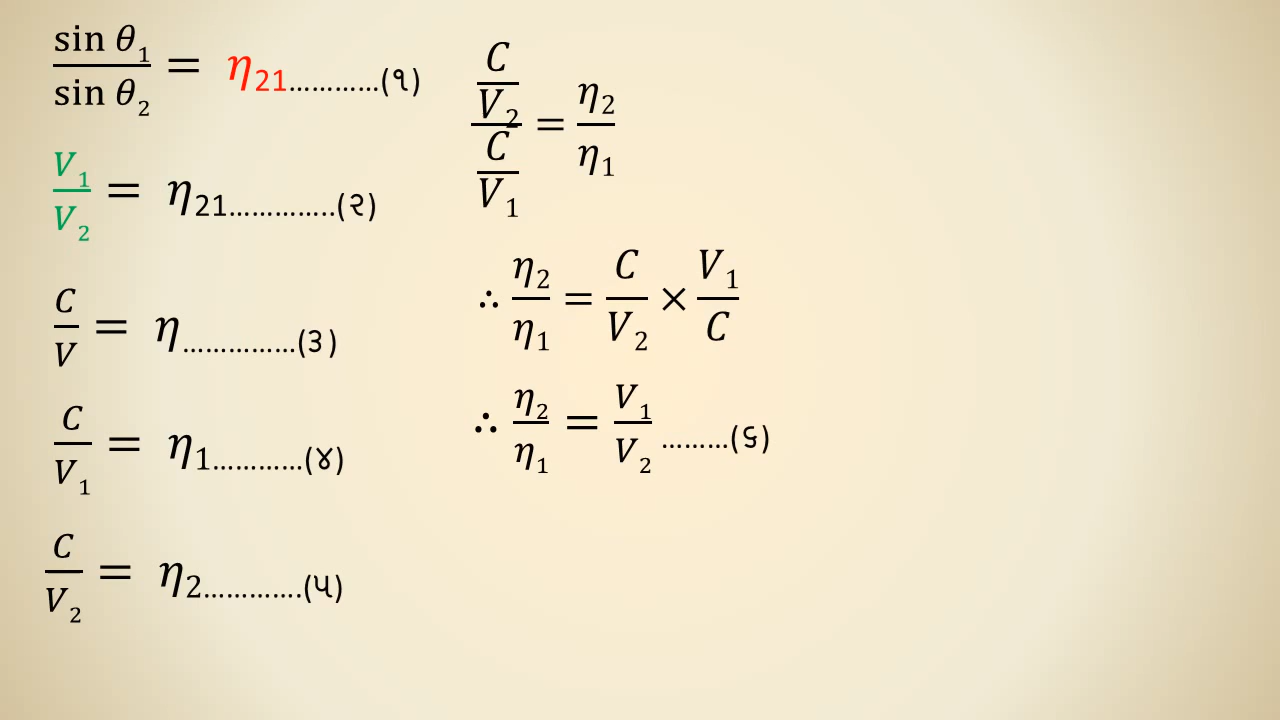 sin θ₁ / sin θ₂ = η₂₁…………(૧)
V₁ / V₂ = η₂₁…………..(૨)
C / V = η……………(૩)
C / V₁ = η₁…………(૪)
C / V₂ = η₂………….(૫)
(C / V₂) / (C / V₁) = η₂ / η₁
∴ η₂ / η₁ = C / V₂ × V₁ / C
∴ η₂ / η₁ = V₁ / V₂ ………(૬)